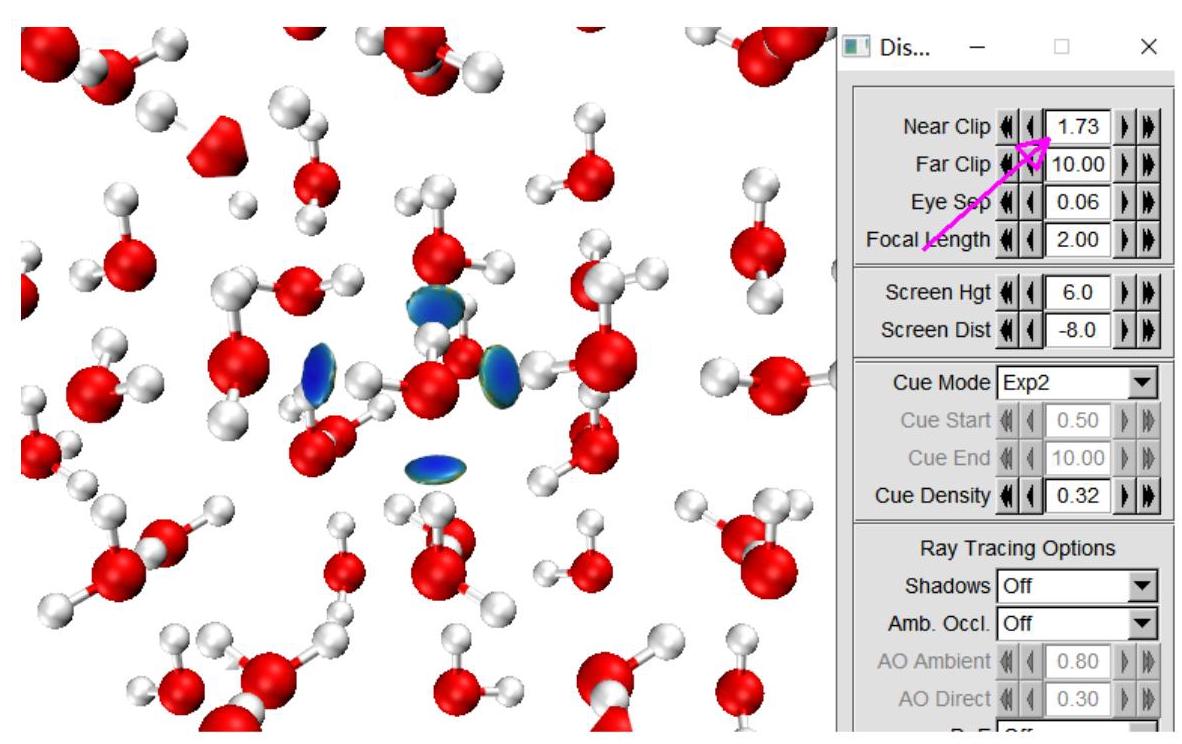 Dis...
Near Clip 1.73
Far Clip 10.00
Eye Sep 0.06
Focal Length 2.00
Screen Hgt 6.0
Screen Dist -8.0
Cue Mode Exp2
Cue Start 0.50
Cue End 10.00
Cue Density 0.32
Ray Tracing Options
Shadows Off
Amb. Occl. Off
AO Ambient 0.80
AO Direct 0.30